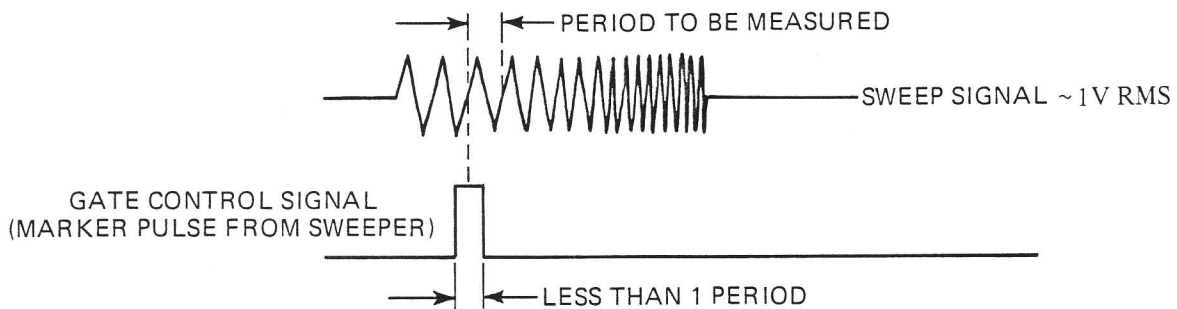 PERIOD TO BE MEASURED
SWEEP SIGNAL ~1V RMS
GATE CONTROL SIGNAL
(MARKER PULSE FROM SWEEPER)
LESS THAN 1 PERIOD